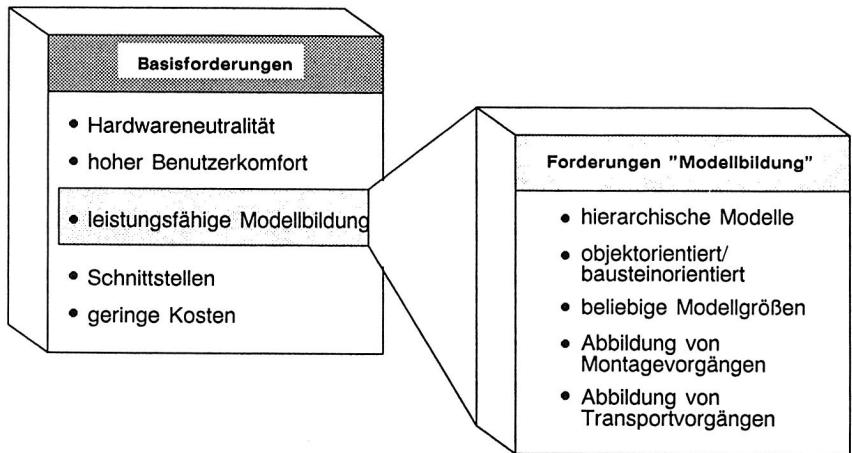 Basisforderungen
• Hardwareneutralität
• hoher Benutzerkomfort
• leistungsfähige Modellbildung
• Schnittstellen
• geringe Kosten
Forderungen "Modellbildung"
• hierarchische Modelle
• objektorientiert/
bausteinorientiert
• beliebige Modellgrößen
• Abbildung von
Montagevorgängen
• Abbildung von
Transportvorgängen